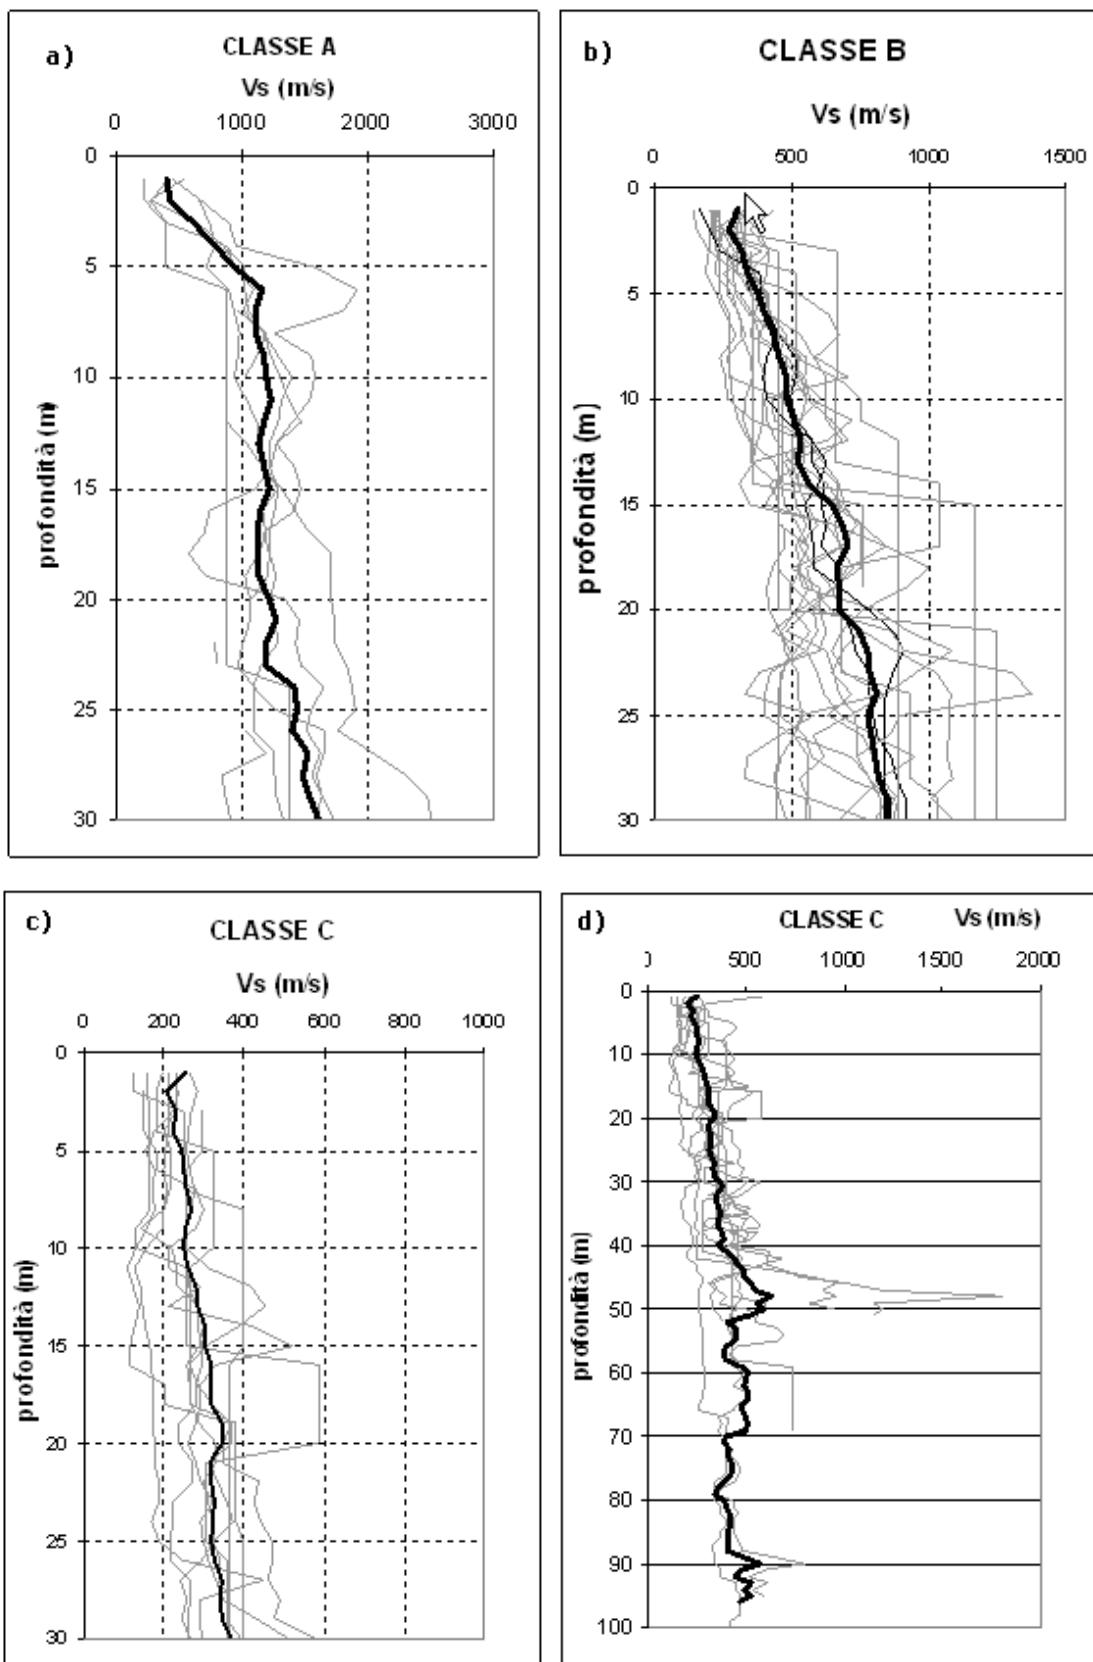 a)
CLASSE A
Vs (m/s)
0 1000 2000 3000
0
5
10
15
20
25
30
profondità (m)
b)
CLASSE B
Vs (m/s)
0 500 1000 1500
0
5
10
15
20
25
30
profondità (m)
c)
CLASSE C
Vs (m/s)
0 200 400 600 800 1000
0
5
10
15
20
25
30
profondità (m)
d)
CLASSE C Vs (m/s)
0 500 1000 1500 2000
0
10
20
30
40
50
60
70
80
90
100
profondità (m)